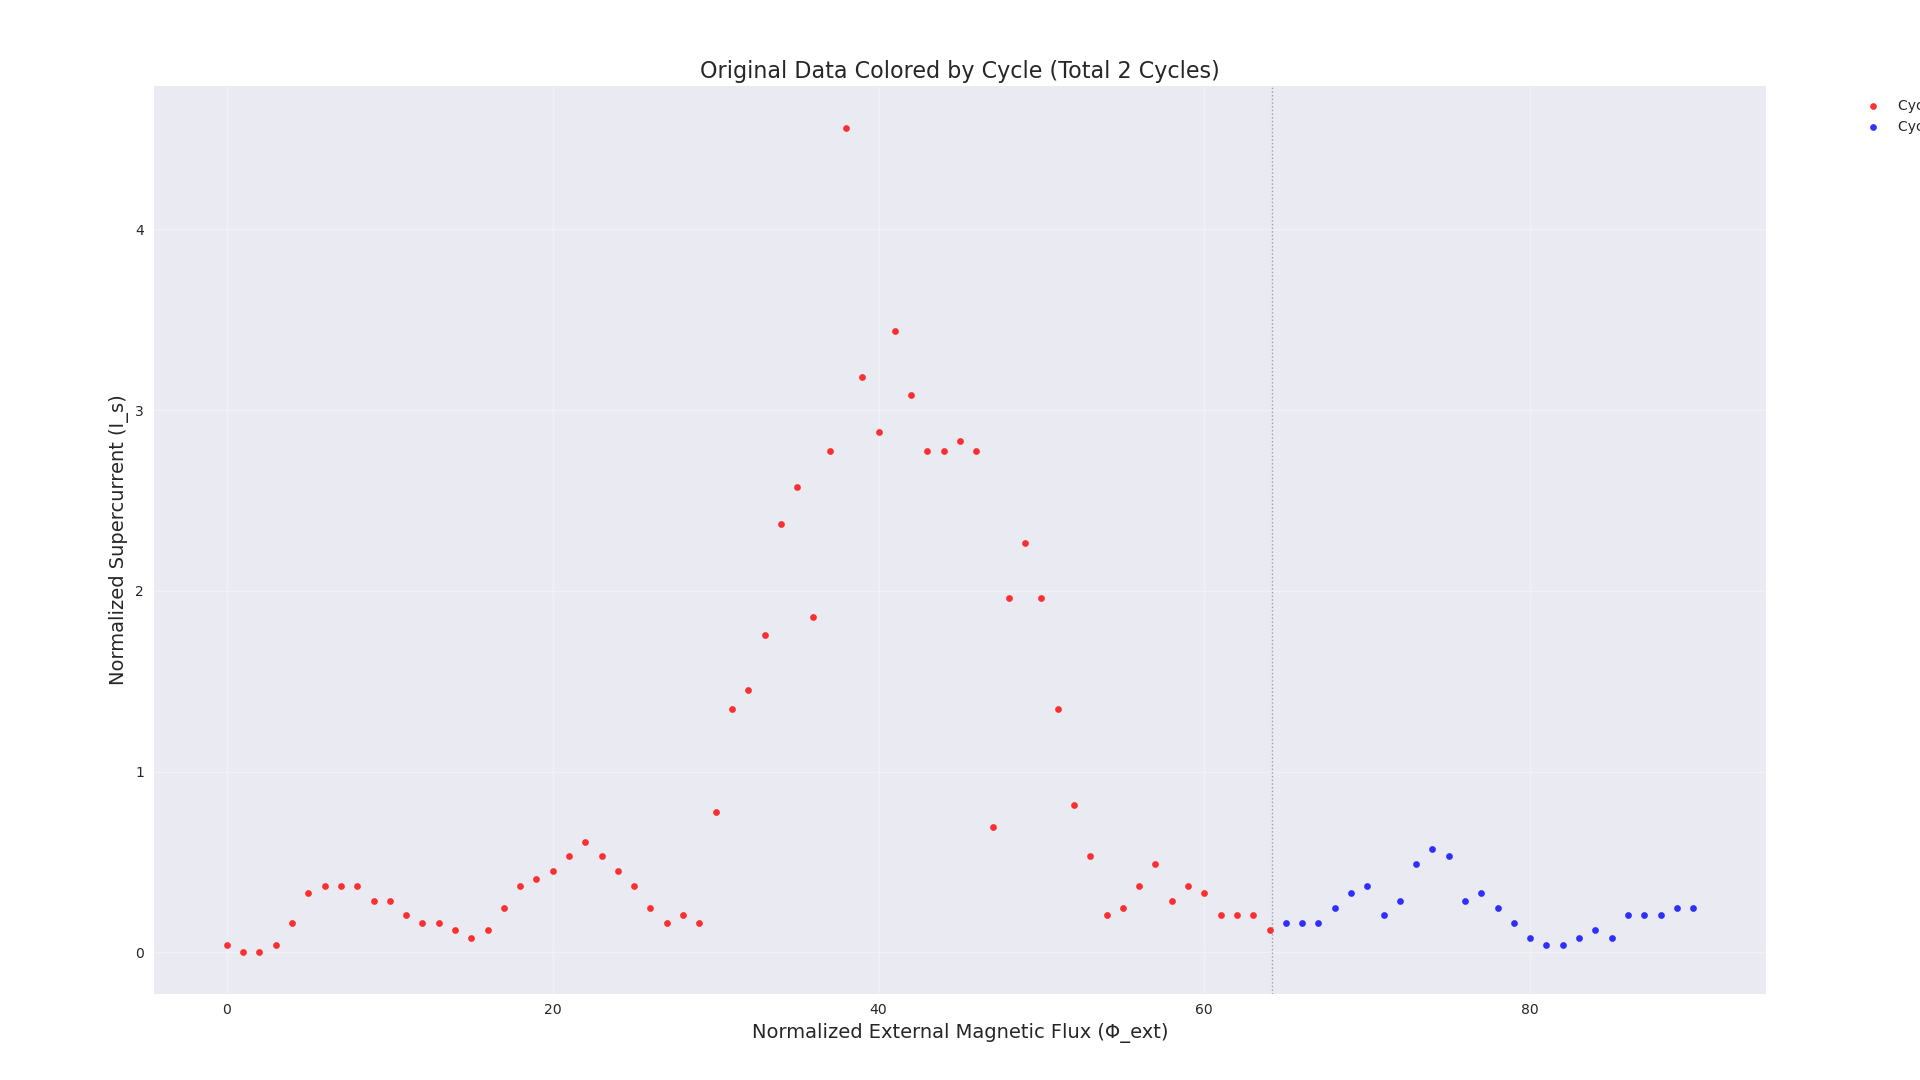 Original Data Colored by Cycle (Total 2 Cycles)
Cyc
Cyc
Normalized Supercurrent (I_s)
4
3
2
1
0
0 20 40 60 80
Normalized External Magnetic Flux (Φ_ext)